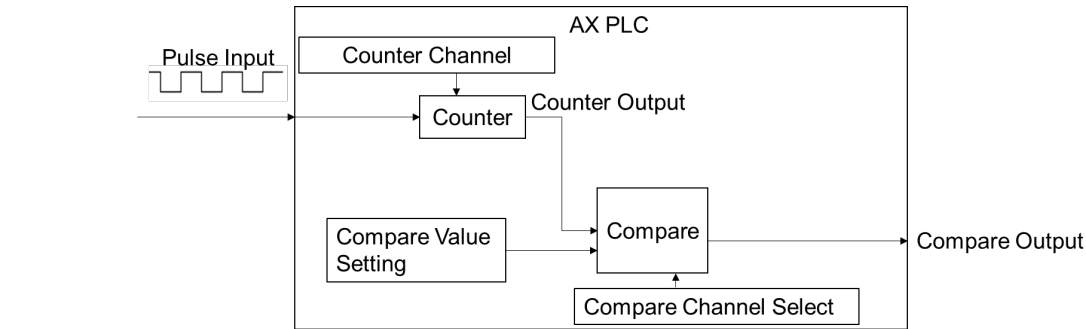 AX PLC
Pulse Input
Counter Channel
Counter Output
Counter
Compare Value
Setting
Compare
Compare Output
Compare Channel Select